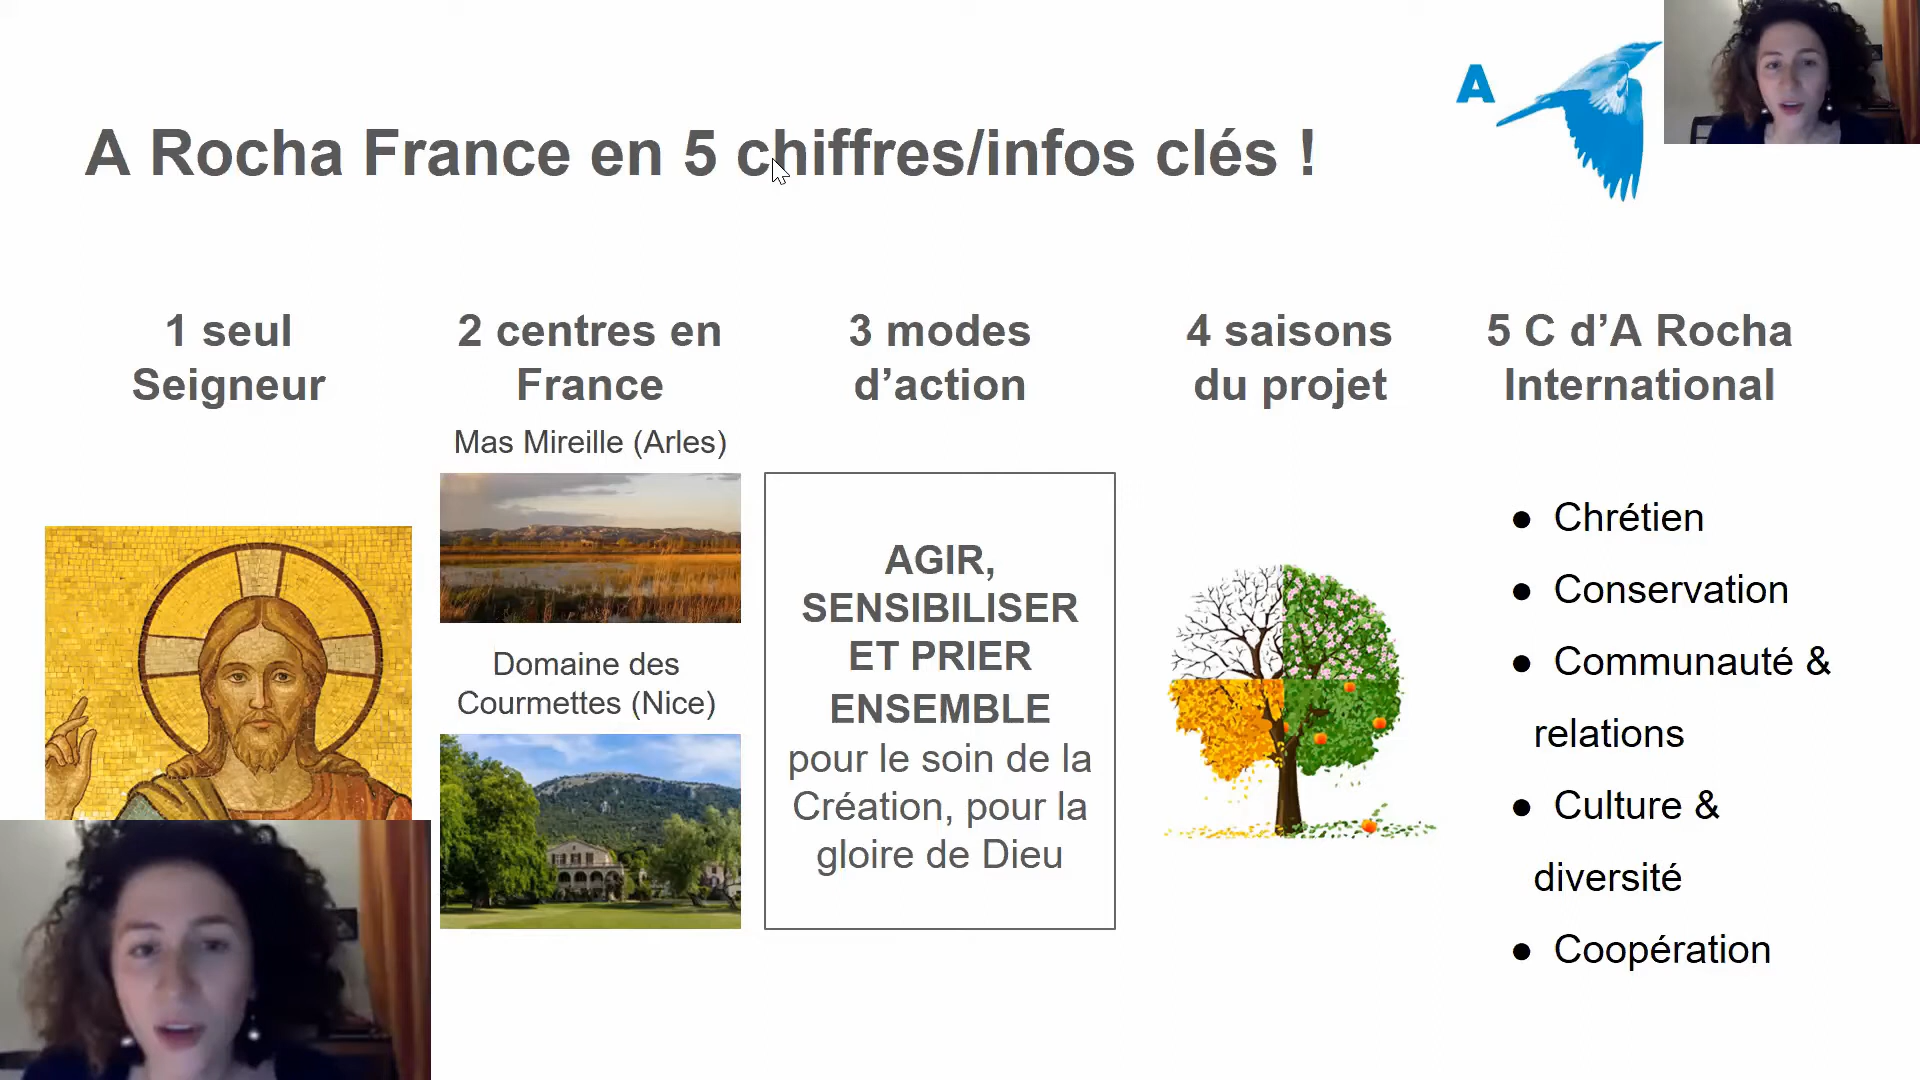 A
A Rocha France en 5 chiffres/infos clés !
1 seul
Seigneur
2 centres en
France
Mas Mireille (Arles)
Domaine des
Courmettes (Nice)
3 modes
d’action
AGIR,
SENSIBILISER
ET PRIER
ENSEMBLE
pour le soin de la
Création, pour la
gloire de Dieu
4 saisons
du projet
5 C d’A Rocha
International
● Chrétien
● Conservation
● Communauté &
relations
● Culture &
diversité
● Coopération